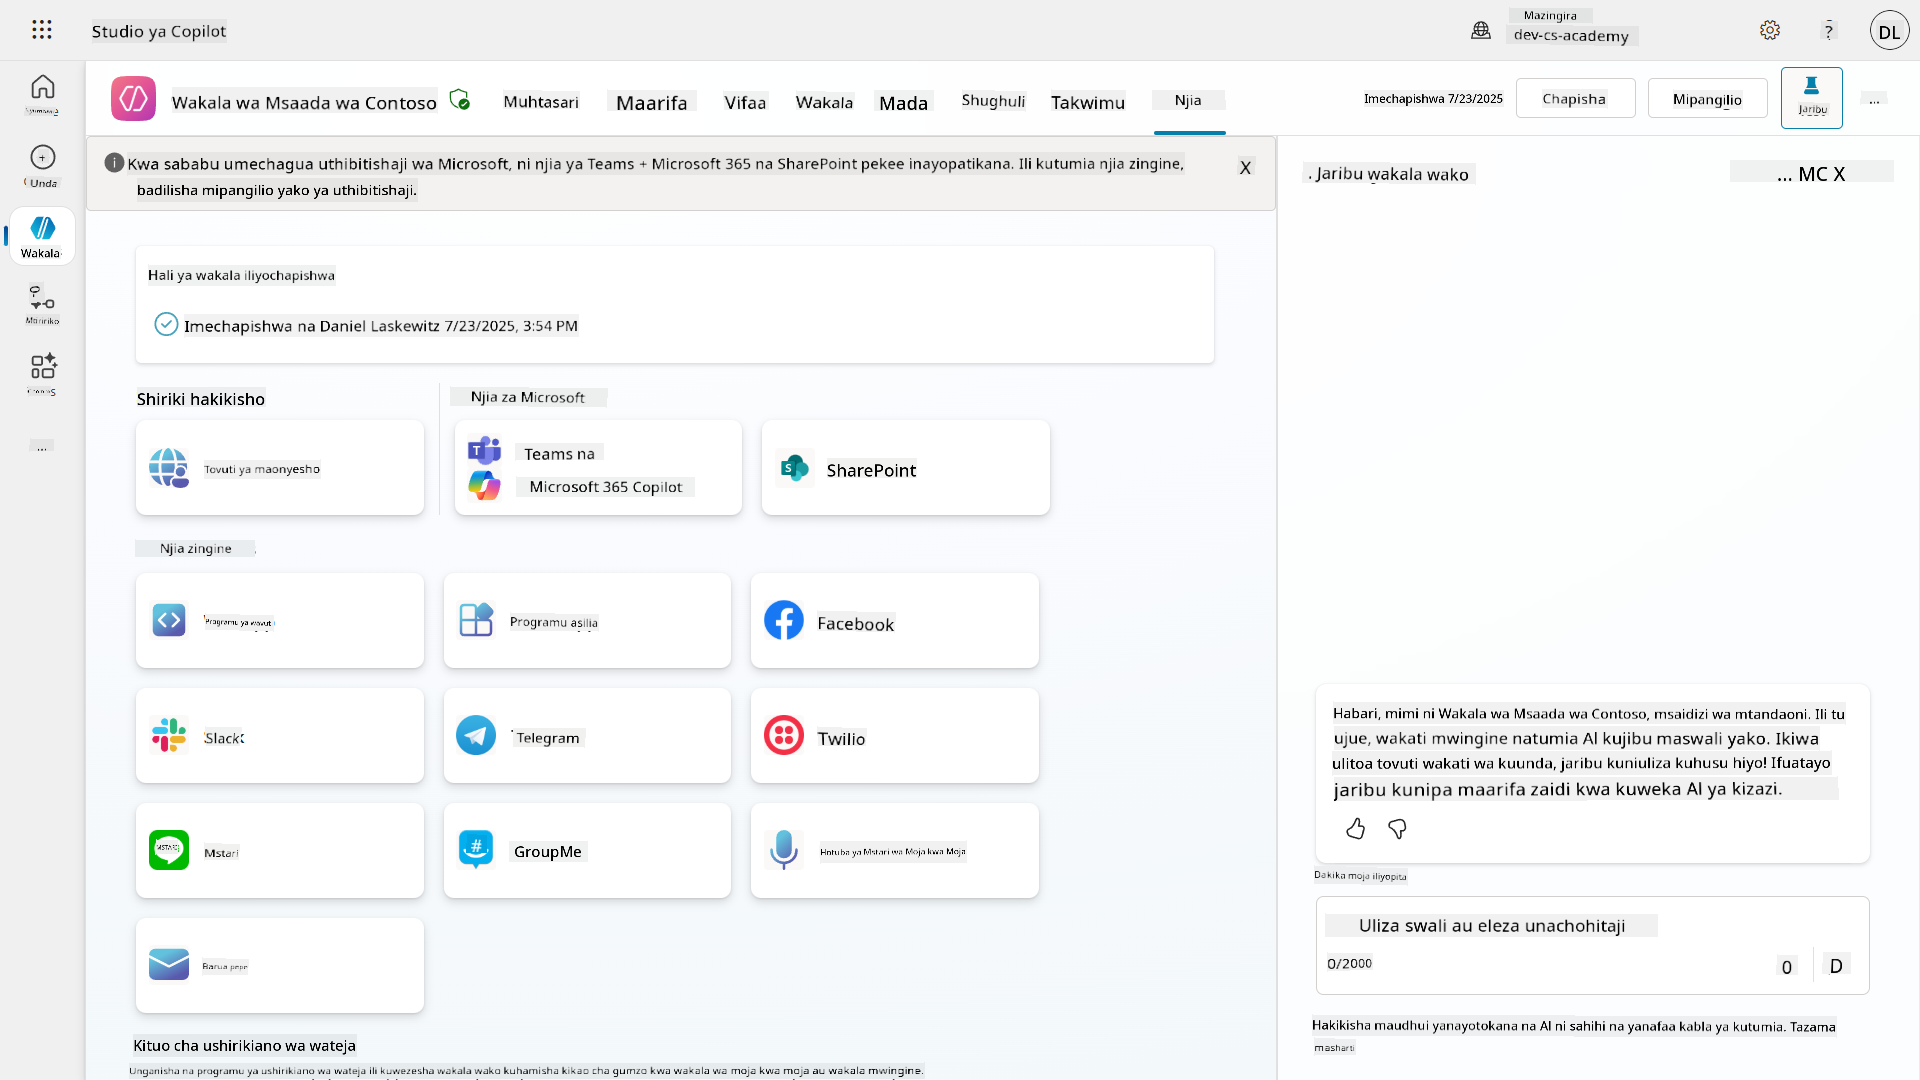 Studio ya Copilot
Mazingira
dev-cs-academy
?
DL
Wakala wa Msaada wa Contoso
Muhtasari
Maarifa
Vifaa
Wakala
Mada
Shughuli
Takwimu
Njia
Imechapishwa 7/23/2025
Chapisha
Mipangilio
Jaribu
...
Unda
Wakala
...
Kwa sababu umechagua uthibitishaji wa Microsoft, ni njia ya Teams + Microsoft 365 na SharePoint pekee inayopatikana. Ili kutumia njia zingine,
badilisha mipangilio yako ya uthibitishaji.
X
Hali ya wakala iliyochapishwa
Imechapishwa na Daniel Laskewitz 7/23/2025, 3:54 PM
Shiriki hakikisho
Njia za Microsoft
Tovuti ya maonyesho
Teams na
Microsoft 365 Copilot
SharePoint
Njia zingine
Programu ya wavuti
Programu asilia
Facebook
Slack
Telegram
Twilio
Mstari
GroupMe
Hotuba ya Mstari wa Moja kwa Moja
Barua pepe
Kituo cha ushirikiano wa wateja
Unganisha na programu ya ushirikiano wa wateja ili kuwezesha wakala wako kuhamisha kikao cha gumzo kwa wakala wa moja kwa moja au wakala mwingine.
. Jaribu wakala wako
... MC X
Habari, mimi ni Wakala wa Msaada wa Contoso, msaidizi wa mtandaoni. Ili tu
ujue, wakati mwingine natumia AI kujibu maswali yako. Ikiwa
ulitoa tovuti wakati wa kuunda, jaribu kuniuliza kuhusu hiyo! Ifuatayo
jaribu kunipa maarifa zaidi kwa kuweka AI ya kizazi.
Dakika moja iliyopita
Uliza swali au eleza unachohitaji
0/2000
0
D
Hakikisha maudhui yanayotokana na AI ni sahihi na yanafaa kabla ya kutumia. Tazama
masharti